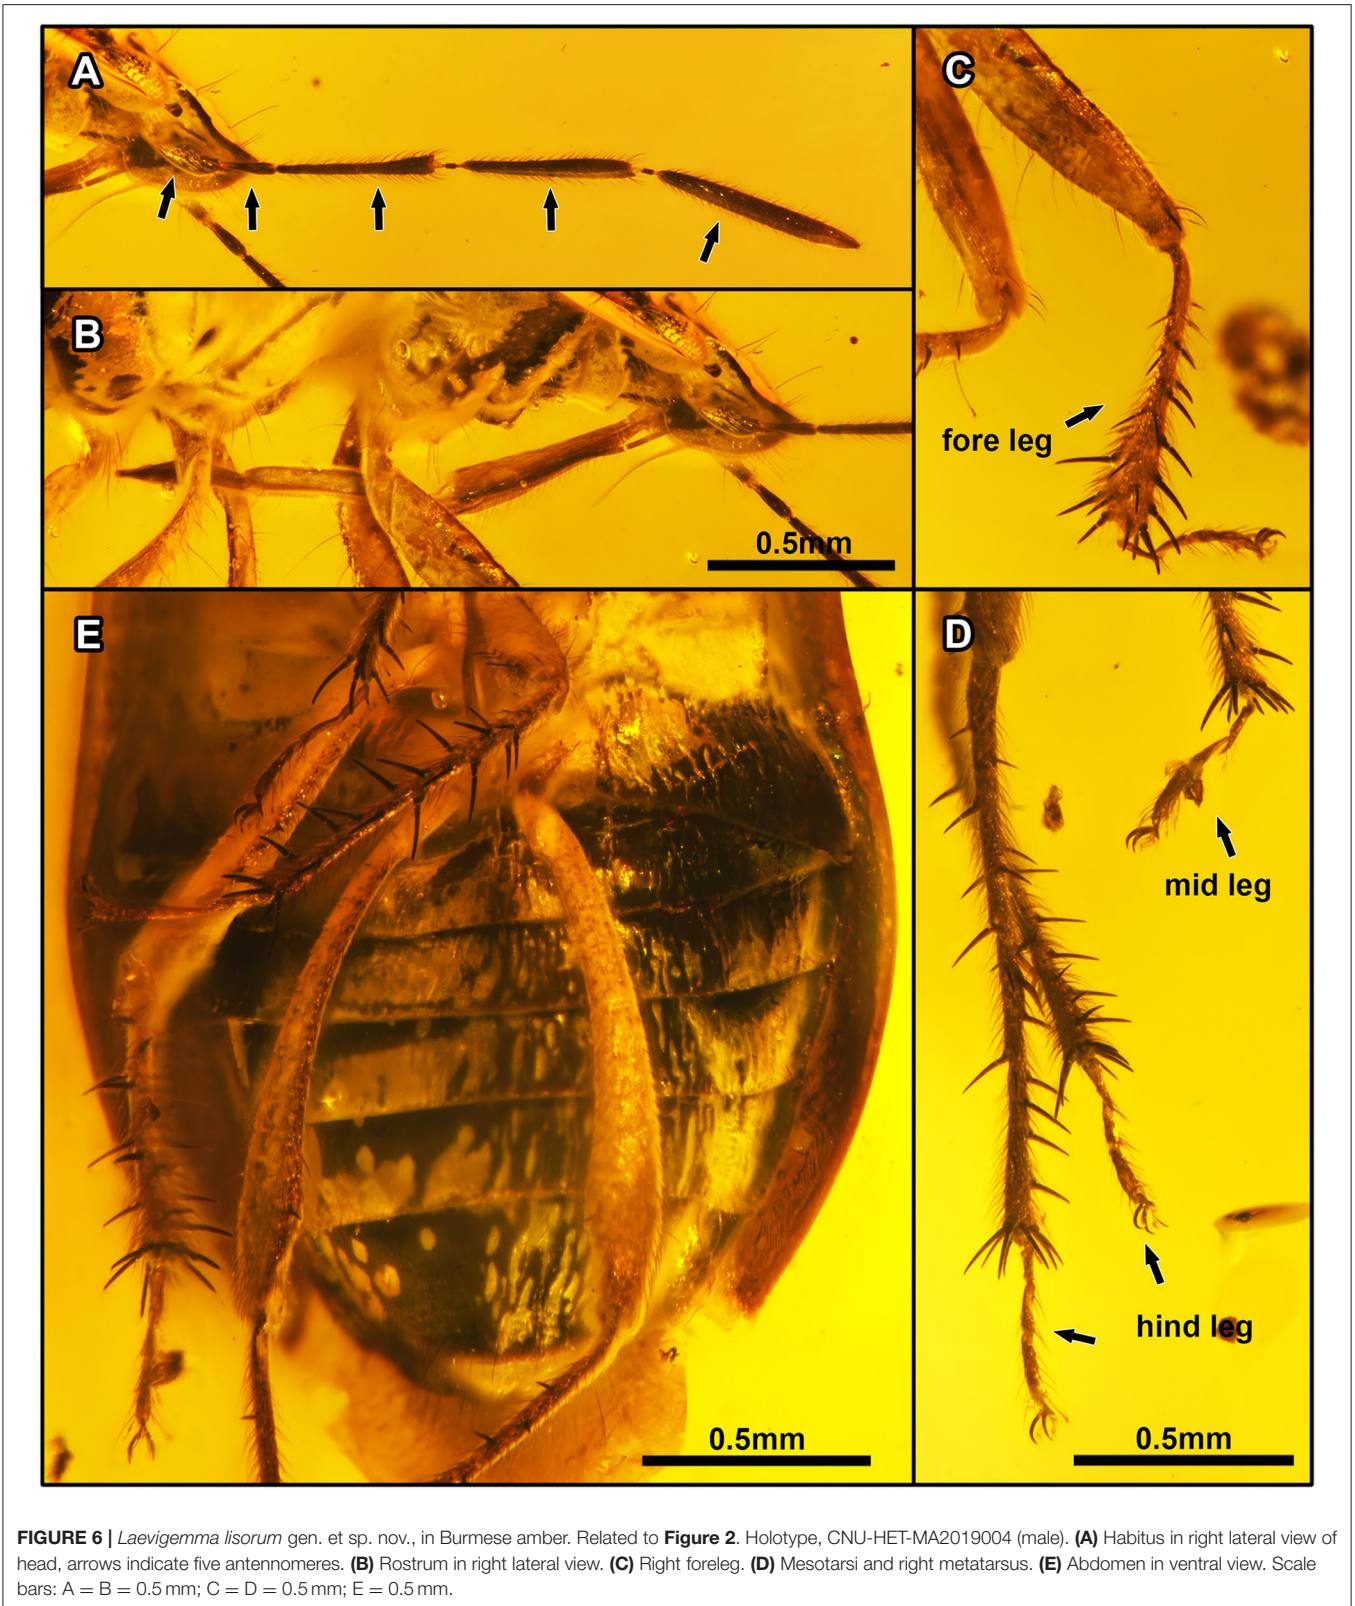 A
C
B
0.5mm
fore leg
E
D
mid leg
hind leg
0.5mm
0.5mm
FIGURE 6 | Laevigemma lisorum gen. et sp. nov., in Burmese amber. Related to Figure 2. Holotype, CNU-HET-MA2019004 (male). (A) Habitus in right lateral view of
head, arrows indicate five antennomeres. (B) Rostrum in right lateral view. (C) Right foreleg. (D) Mesotarsi and right metatarsus. (E) Abdomen in ventral view. Scale
bars: A = B = 0.5 mm; C = D = 0.5 mm; E = 0.5 mm.